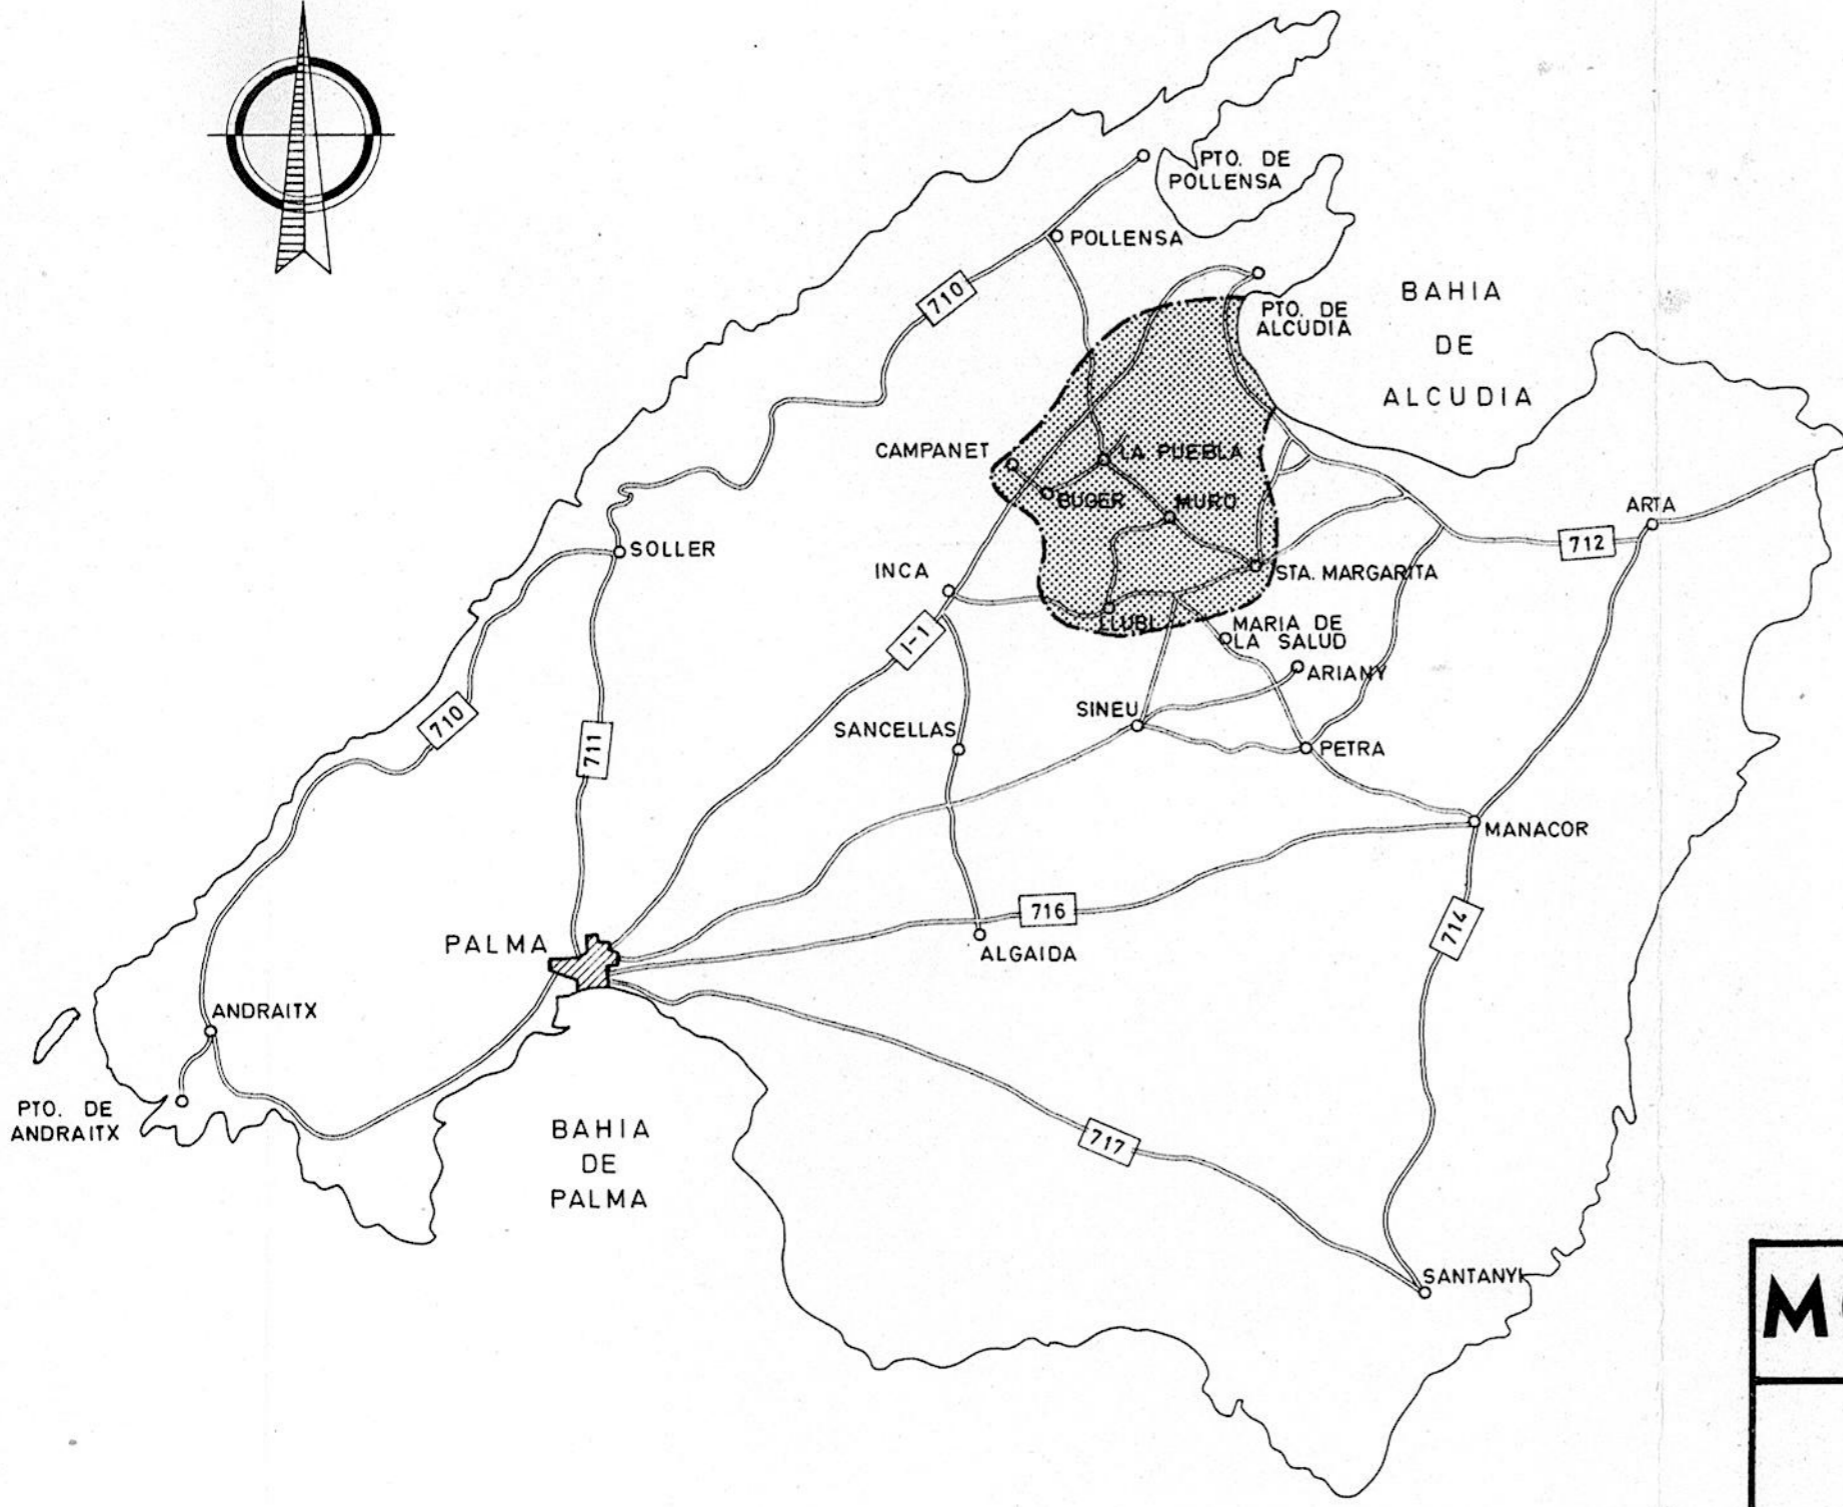 PTO. DE
POLLENSA
POLLENSA
710
BAHIA
DE
ALCUDIA
PTO. DE
ALCUDIA
CAMPANET
LA PUEBLA
BUGER
MURO
ARTA
712
SOLLER
INCA
STA. MARGARITA
LLUBI
I-1
MARIA DE
LA SALUD
ARIANY
710
711
SANCELLAS
SINEU
PETRA
MANACOR
716
714
PALMA
ALGAIDA
ANDRAITX
PTO. DE
ANDRAITX
BAHIA
DE
PALMA
717
SANTANYI